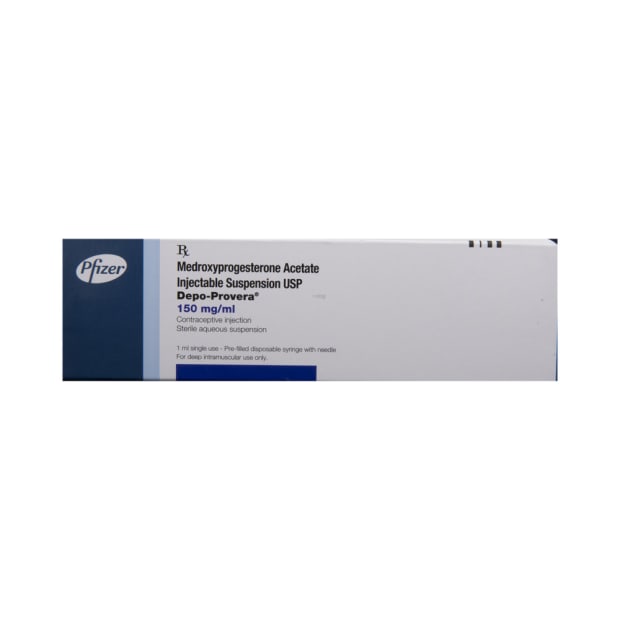 Pfizer
Rx
Medroxyprogesterone Acetate
Injectable Suspension USP
Depo-Provera®
150 mg/ml
Contraceptive injection
Sterile aqueous suspension
1 ml single use - Pre-filled disposable syringe with needle
For deep intramuscular use only.